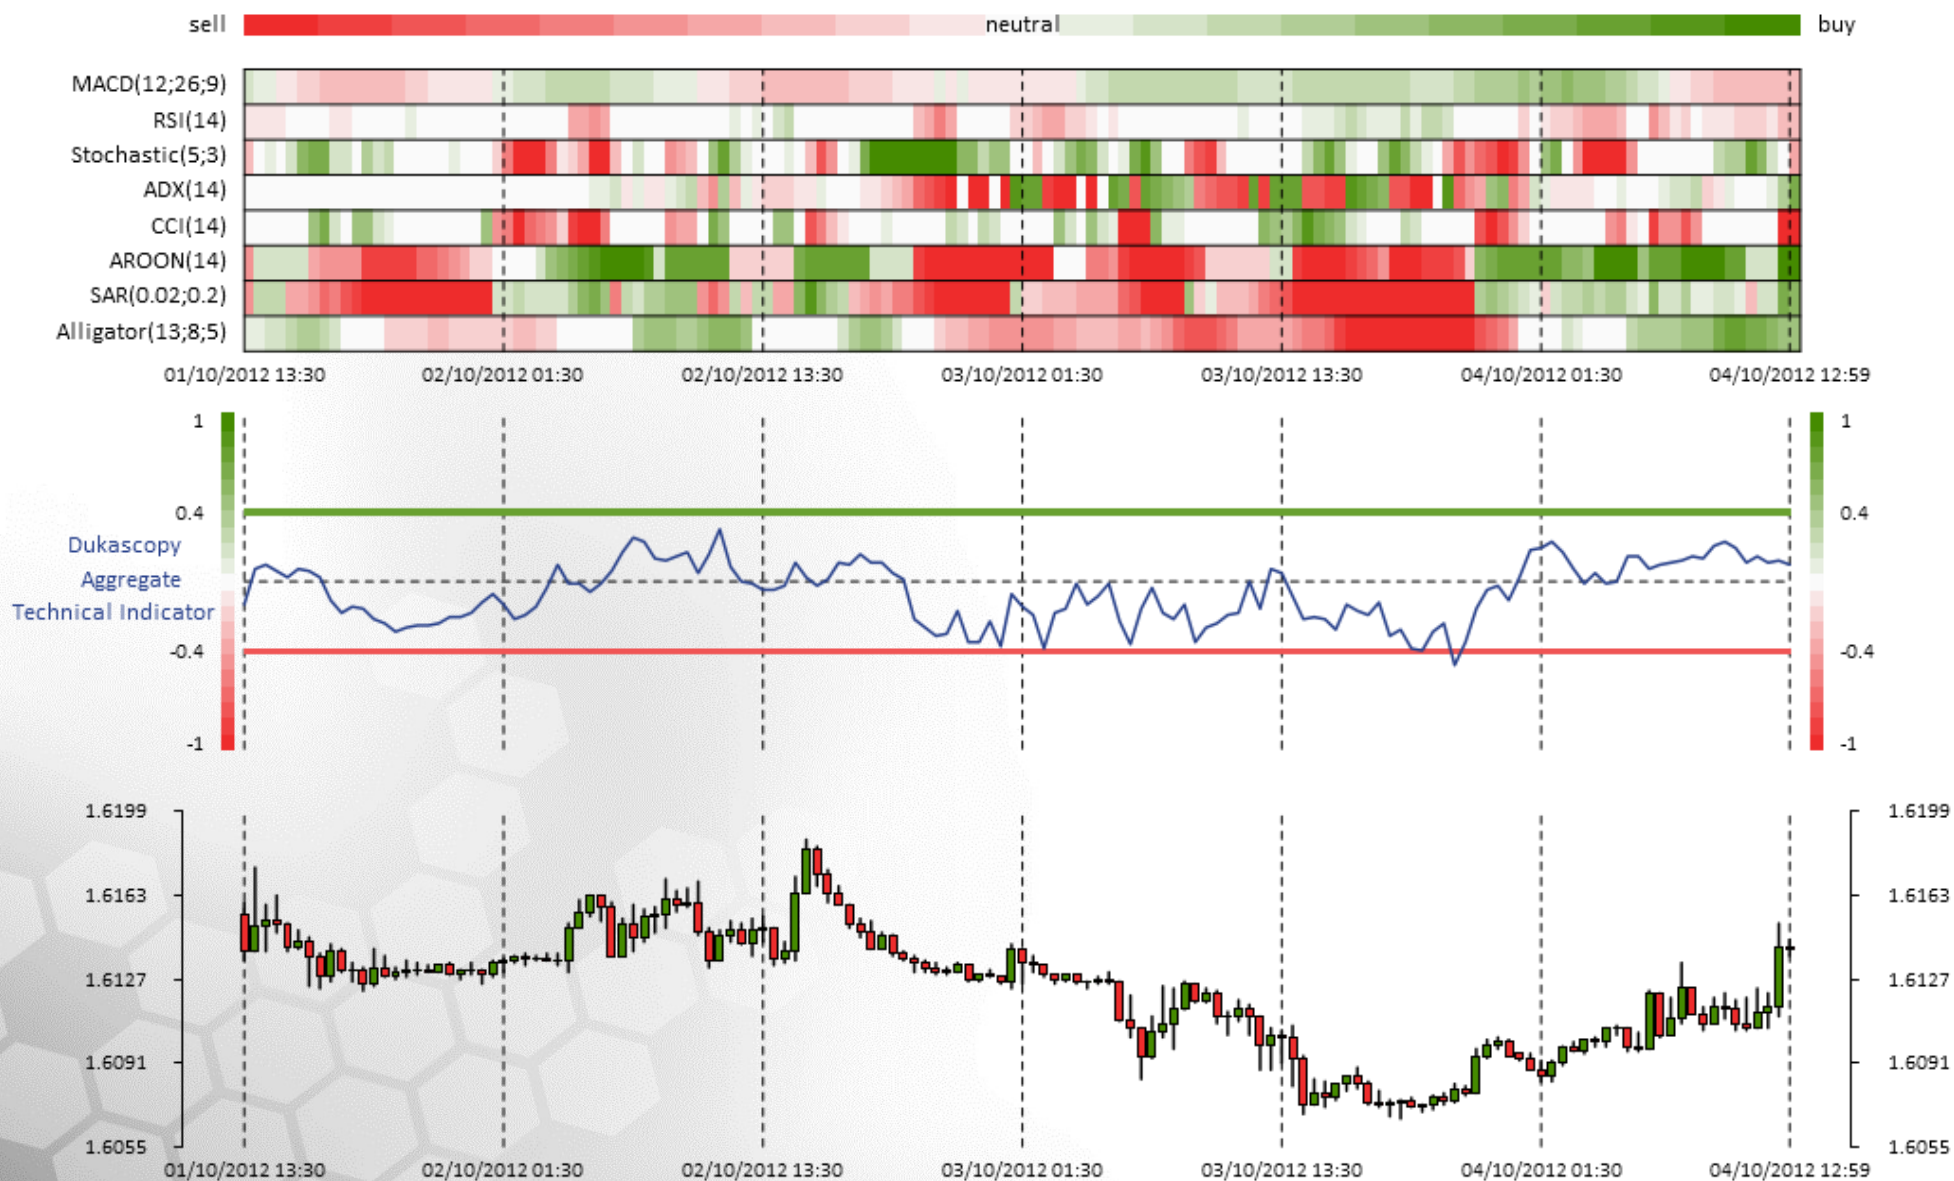 sell neutral buy
MACD(12;26;9)
RSI(14)
Stochastic(5;3)
ADX(14)
CCI(14)
AROON(14)
SAR(0.02;0.2)
Alligator(13;8;5)
01/10/2012 13:30 02/10/2012 01:30 02/10/2012 13:30 03/10/2012 01:30 03/10/2012 13:30 04/10/2012 01:30 04/10/2012 12:59
1 1
0.4 0.4
Dukascopy
Aggregate
Technical Indicator
-0.4 -0.4
-1 -1
1.6199 1.6199
1.6163 1.6163
1.6127 1.6127
1.6091 1.6091
1.6055 1.6055
01/10/2012 13:30 02/10/2012 01:30 02/10/2012 13:30 03/10/2012 01:30 03/10/2012 13:30 04/10/2012 01:30 04/10/2012 12:59